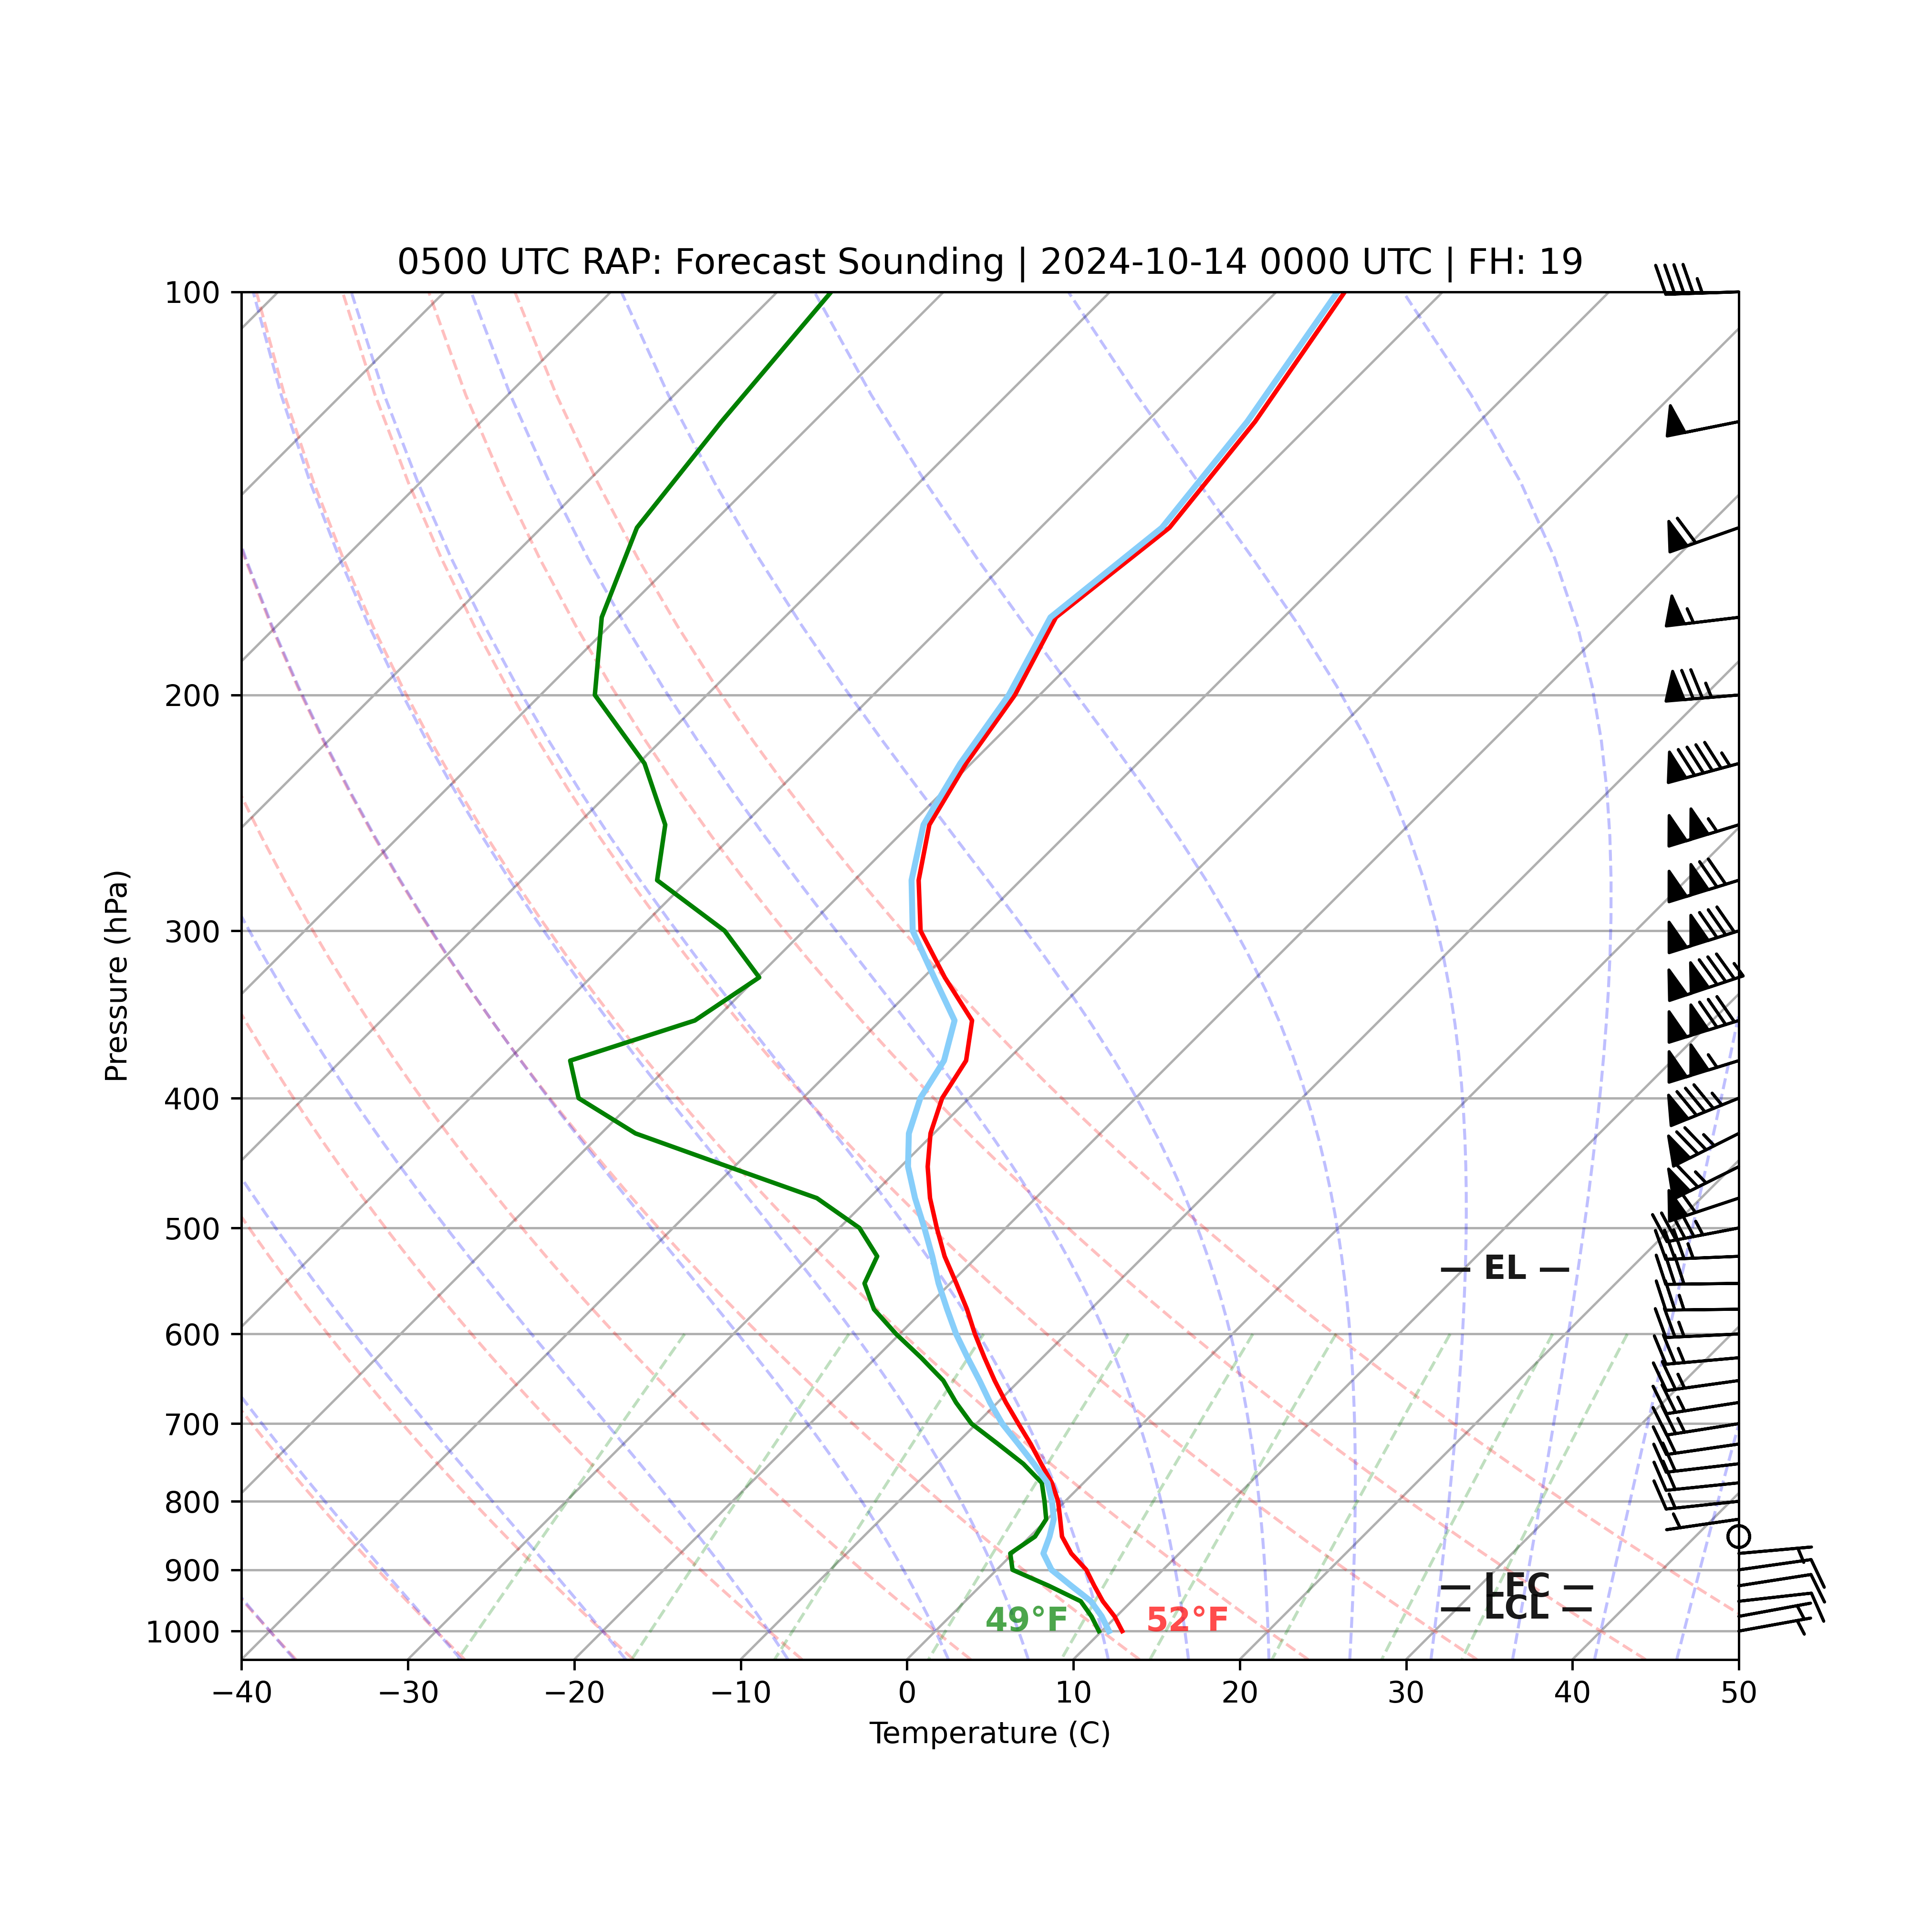 0500 UTC RAP: Forecast Sounding | 2024-10-14 0000 UTC | FH: 19
100
200
300
400
500
600
700
800
900
1000
Pressure (hPa)
— EL —
— LFC —
— LCL —
49°F
52°F
−40
−30
−20
−10
0
10
20
30
40
50
Temperature (C)